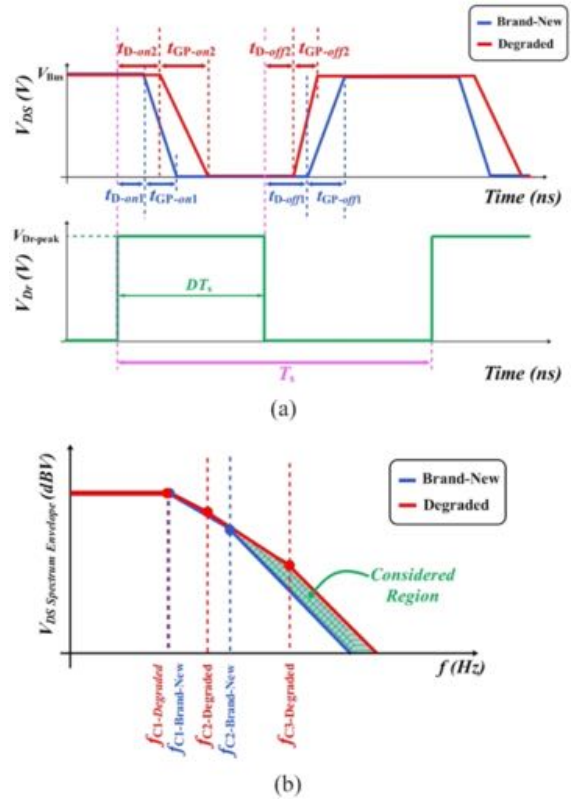 t_D-on2 t_GP-on2 t_D-off2 t_GP-off2
Brand-New
Degraded
V_Bus
V_DS (V)
t_D-on1 t_GP-on1 t_D-off1 t_GP-off1
Time (ns)
V_Dr-peak
V_Dr (V)
DT_s
T_s
Time (ns)
(a)
Brand-New
Degraded
V_DS Spectrum Envelope (dBV)
Considered
Region
f (Hz)
f_C1-Degraded
f_C1-Brand-New
f_C2-Degraded
f_C2-Brand-New
f_C3-Degraded
(b)